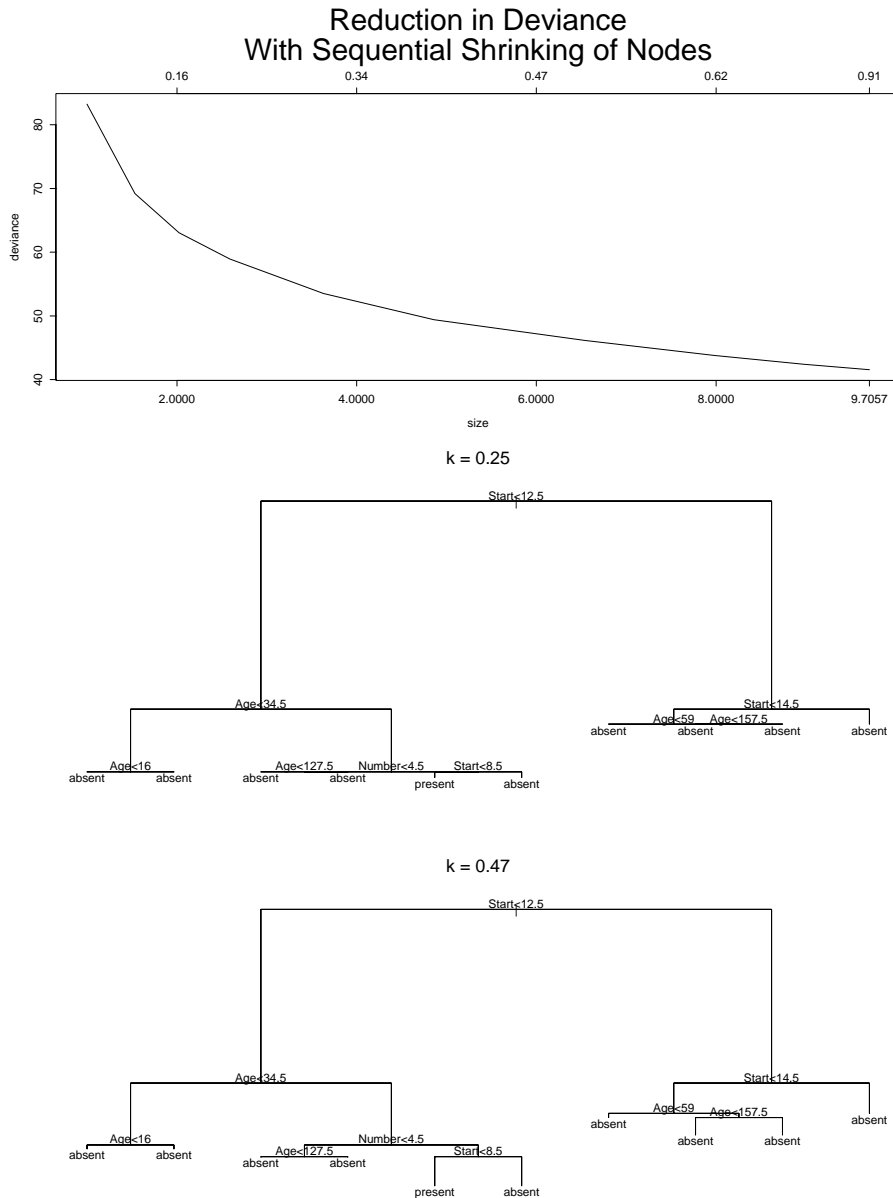 Reduction in Deviance
With Sequential Shrinking of Nodes
0.16 0.34 0.47 0.62 0.91
80
70
60
50
40
deviance
2.0000 4.0000 6.0000 8.0000 9.7057
size
k = 0.25
Start<12.5
Age<34.5 Start<14.5
Age<59 Age<157.5
absent absent absent absent
Age<16 Age<127.5 Number<4.5 Start<8.5
absent absent absent absent present absent
k = 0.47
Start<12.5
Age<34.5 Start<14.5
Age<59 Age<157.5
absent absent
absent absent
Age<16 Number<4.5
absent absent Age<127.5 Start<8.5
absent absent
present absent